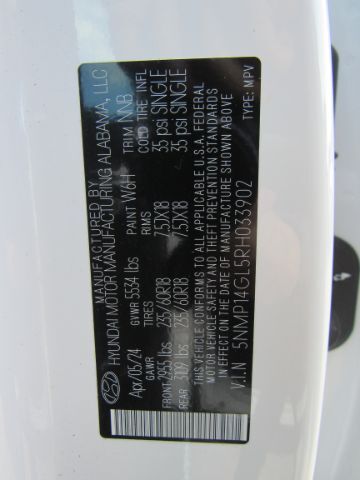 MANUFACTURED BY
HYUNDAI MOTOR MANUFACTURING ALABAMA, LLC
Apr/05/24 GVWR 5534 lbs PAINT W6H TRIM NNB
GAWR TIRES RIMS COLD TIRE INFL
FRONT 2955 lbs 235/60R18 7.5JX18 35 psi SINGLE
REAR 3109 lbs 235/60R18 7.5JX18 35 psi SINGLE
THIS VEHICLE CONFORMS TO ALL APPLICABLE U.S.A. FEDERAL
MOTOR VEHICLE SAFETY AND THEFT PREVENTION STANDARDS
IN EFFECT ON THE DATE OF MANUFACTURE SHOWN ABOVE
V.I.N 5NMP14GL5RH033902 TYPE: MPV